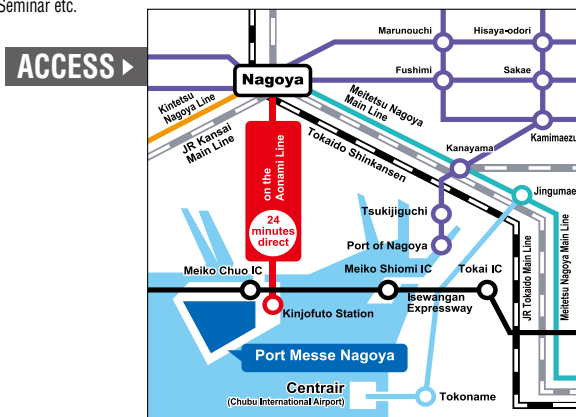 Seminar etc.
ACCESS
Marunouchi
Hisaya-odori
Nagoya
Fushimi
Sakae
Kintetsu
Nagoya Line
Meitetsu Nagoya
Main Line
JR Kansai
Main Line
Tokaido Shinkansen
Kanayama
Kamimaezu
on the
Aonami Line
24
minutes
direct
Jingumae
Tsukijiguchi
Port of Nagoya
Meiko Chuo IC
Meiko Shiomi IC
Tokai IC
JR Tokaido Main Line
Meitetsu Nagoya Main Line
Isewangan
Expressway
Kinjofuto Station
Port Messe Nagoya
Centrair
(Chubu International Airport)
Tokoname